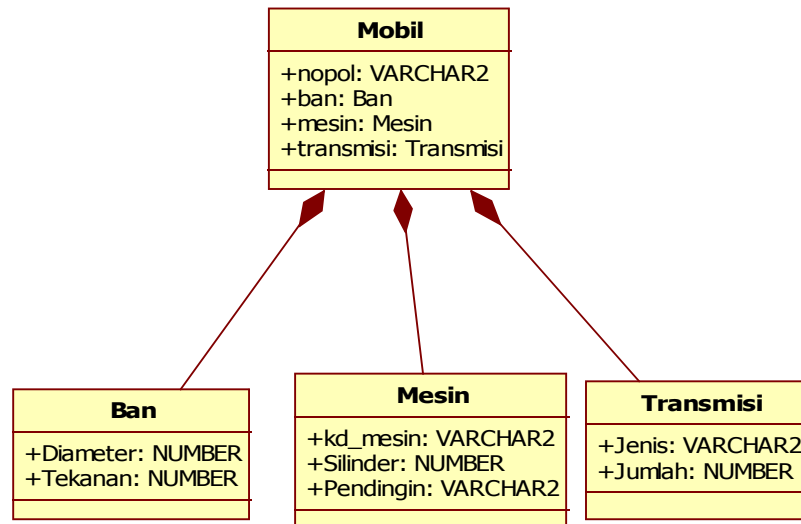 Mobil
+nopol: VARCHAR2
+ban: Ban
+mesin: Mesin
+transmisi: Transmisi
Ban
+Diameter: NUMBER
+Tekanan: NUMBER
Mesin
+kd_mesin: VARCHAR2
+Silinder: NUMBER
+Pendingin: VARCHAR2
Transmisi
+Jenis: VARCHAR2
+Jumlah: NUMBER